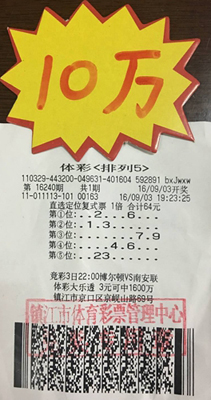 10万
体彩<排列5>
110329-443200-049631-401604 592891 bxJwxw
第 16240期 共1期 16/09/03开奖
11-011113-101 00163 16/09/03 19:23:25
直选定位复式票 1倍 合计64元
第①位:..2...6...
第②位:.1.3......
第③位:.......7.9
第④位:....4.6...
第⑤位:..23......
竞彩3日22:00博尔顿VS南安联
体彩大乐透 3元可中1600万
镇江市京口区京岘山路69号
镇江市体育彩票管理中心